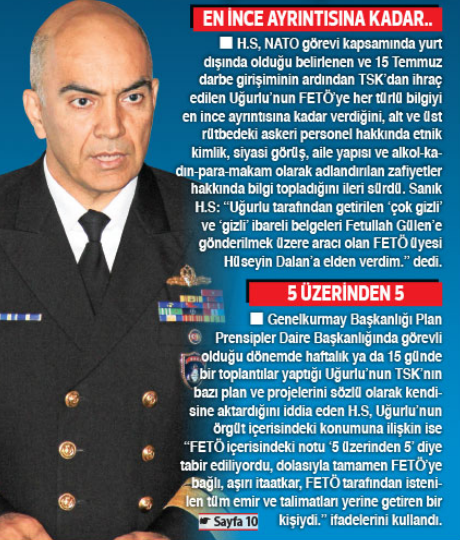 EN İNCE AYRINTISINA KADAR..
■ H.S, NATO görevi kapsamında yurt
dışında olduğu belirlenen ve 15 Temmuz
darbe girişiminin ardından TSK'dan ihraç
edilen Uğurlu'nun FETÖ'ye her türlü bilgiyi
en ince ayrıntısına kadar verdiğini, alt ve üst
rütbedeki askeri personel hakkında etnik
kimlik, siyasi görüş, aile yapısı ve alkol-ka-
dın-para-makam olarak adlandırılan zafiyetler
hakkında bilgi topladığını ileri sürdü. Sanık
H.S: “Uğurlu tarafından getirilen ‘çok gizli’
ve ‘gizli’ ibareli belgeleri Fetullah Gülen’e
gönderilmek üzere aracı olan FETÖ üyesi
Hüseyin Dalan’a elden verdim.” dedi.
5 ÜZERİNDEN 5
■ Genelkurmay Başkanlığı Plan
Prensipler Daire Başkanlığında görevli
olduğu dönemde haftalık ya da 15 günde
bir toplantılar yaptığı Uğurlu'nun TSK'nın
bazı plan ve projelerini sözlü olarak kendi-
sine aktardığını iddia eden H.S, Uğurlu'nun
örgüt içerisindeki konumuna ilişkin ise
“FETÖ içerisindeki notu ‘5 üzerinden 5’ diye
tabir ediliyordu, dolasıyla tamamen FETÖ’ye
bağlı, aşırı itaatkar, FETÖ tarafından isteni-
len tüm emir ve talimatları yerine getiren bir
kişiydi.” ifadelerini kullandı.
☛ Sayfa 10